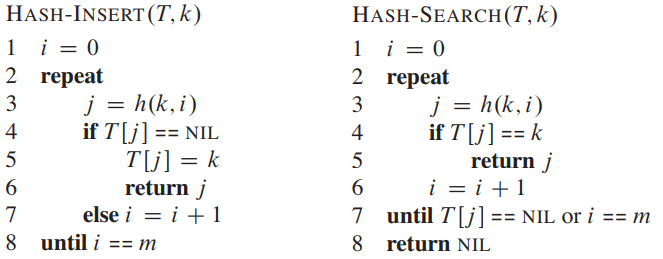 HASH-INSERT(T, k)
1 i = 0
2 repeat
3 j = h(k, i)
4 if T[j] == NIL
5 T[j] = k
6 return j
7 else i = i + 1
8 until i == m
HASH-SEARCH(T, k)
1 i = 0
2 repeat
3 j = h(k, i)
4 if T[j] == k
5 return j
6 i = i + 1
7 until T[j] == NIL or i == m
8 return NIL